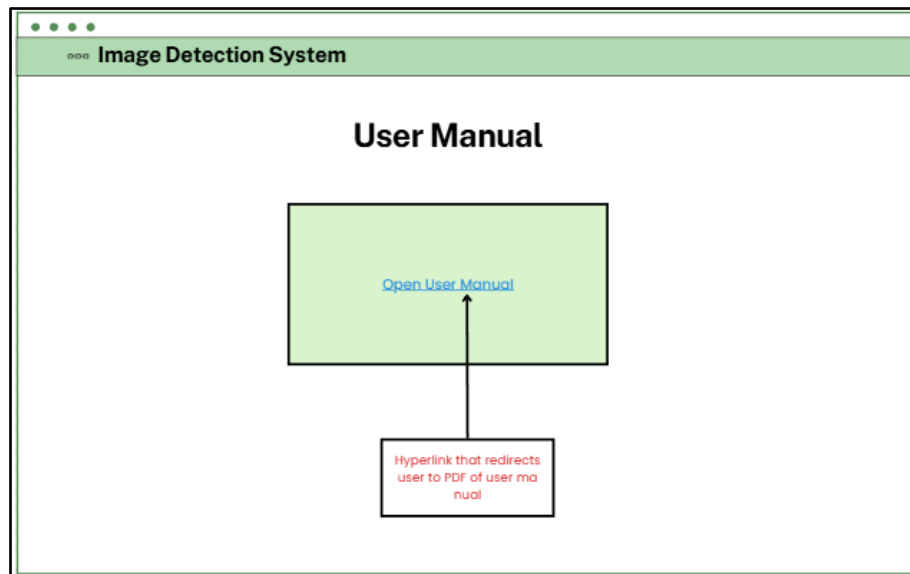 Image Detection System
User Manual
Open User Manual
Hyperlink that redirects
user to PDF of user ma
nual